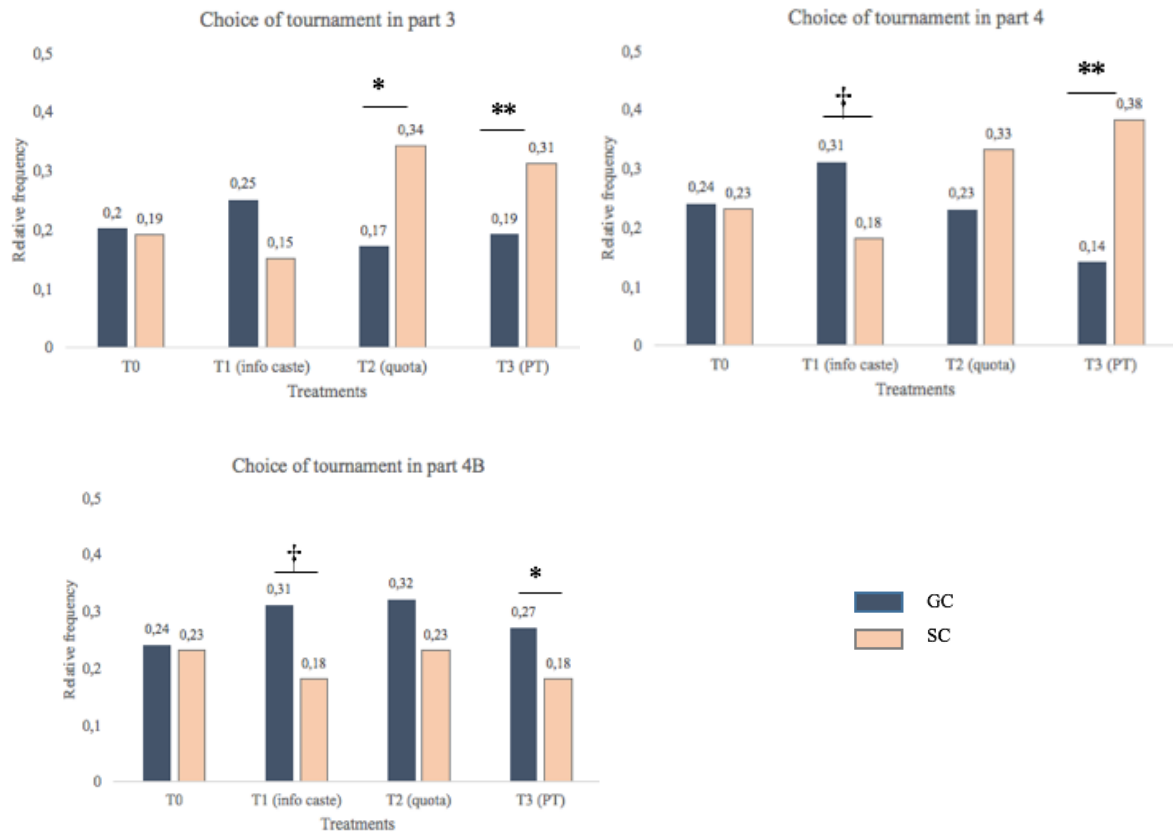 Choice of tournament in part 3
0,5
0,4
0,3
0,2
0,1
0
Relative frequency
0,2
0,19
0,25
0,15
*
0,17
0,34
**
0,19
0,31
T0
T1 (info caste)
T2 (quota)
T3 (PT)
Treatments
Choice of tournament in part 4
0,5
0,4
0,3
0,2
0,1
0
Relative frequency
0,24
0,23
‡
0,31
0,18
0,23
0,33
**
0,14
0,38
T0
T1 (info caste)
T2 (quota)
T3 (PT)
Treatments
Choice of tournament in part 4B
0,5
0,4
0,3
0,2
0,1
0
Relative frequency
0,24
0,23
‡
0,31
0,18
0,32
0,23
*
0,27
0,18
T0
T1 (info caste)
T2 (quota)
T3 (PT)
Treatments
GC
SC